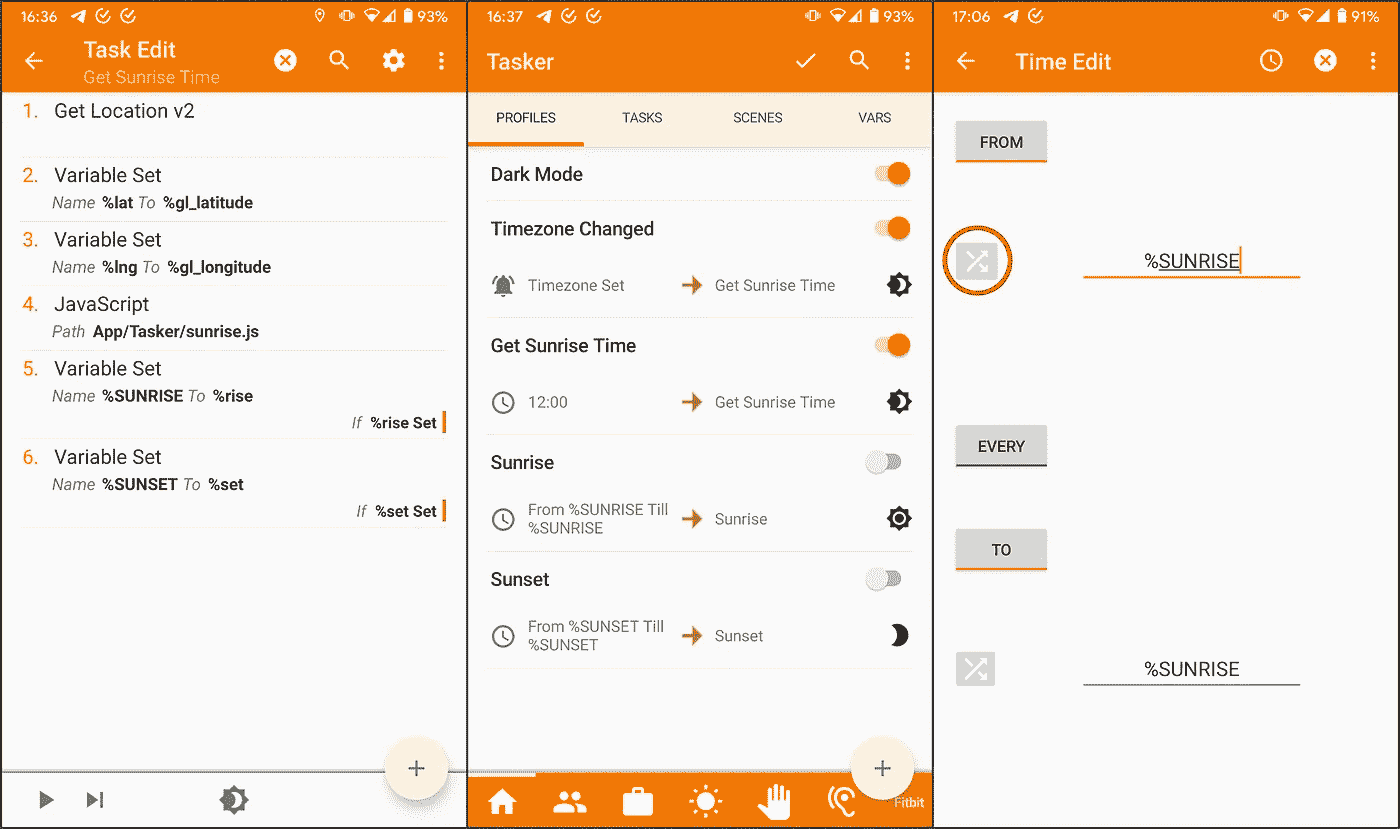 16:36
93%
Task Edit
Get Sunrise Time
1. Get Location v2
2. Variable Set
Name %lat To %gl_latitude
3. Variable Set
Name %lng To %gl_longitude
4. JavaScript
Path App/Tasker/sunrise.js
5. Variable Set
Name %SUNRISE To %rise
If %rise Set
6. Variable Set
Name %SUNSET To %set
If %set Set
+
16:37
93%
Tasker
PROFILES TASKS SCENES VARS
Dark Mode
Timezone Changed
Timezone Set Get Sunrise Time
Get Sunrise Time
12:00 Get Sunrise Time
Sunrise
From %SUNRISE Till
%SUNRISE
Sunrise
Sunset
From %SUNSET Till
%SUNSET
Sunset
+
Fitbit
17:06
91%
Time Edit
FROM
%SUNRISE
EVERY
TO
%SUNRISE